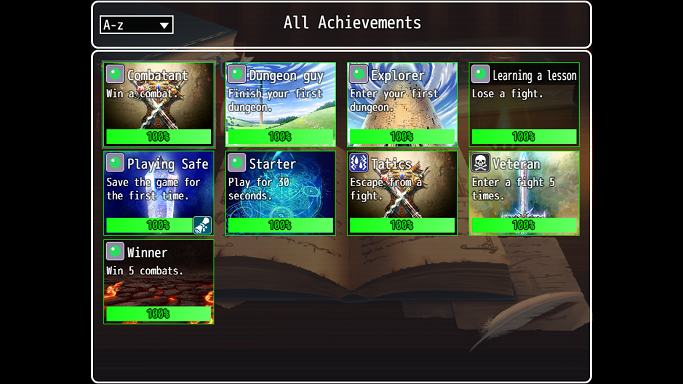 A-z
All Achievements
Combatant
Win a combat.
100%
Dungeon guy
Finish your first
dungeon.
100%
Explorer
Enter your first
dungeon.
100%
Learning a lesson
Lose a fight.
100%
Playing Safe
Save the game for
the first time.
100%
Starter
Play for 30
seconds.
100%
Tatics
Escape from a
fight.
100%
Veteran
Enter a fight 5
times.
100%
Winner
Win 5 combats.
100%